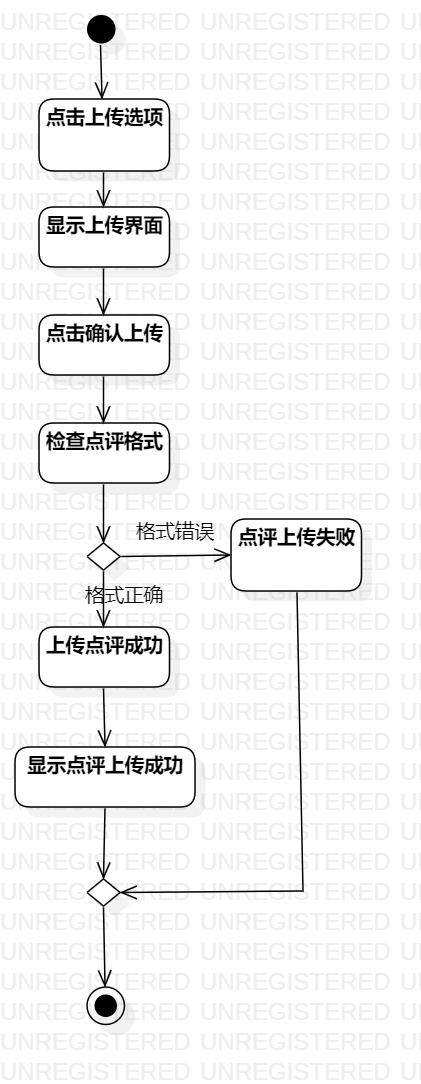 点击上传选项
显示上传界面
点击确认上传
检查点评格式
格式错误
点评上传失败
格式正确
上传点评成功
显示点评上传成功
UNREGISTERED